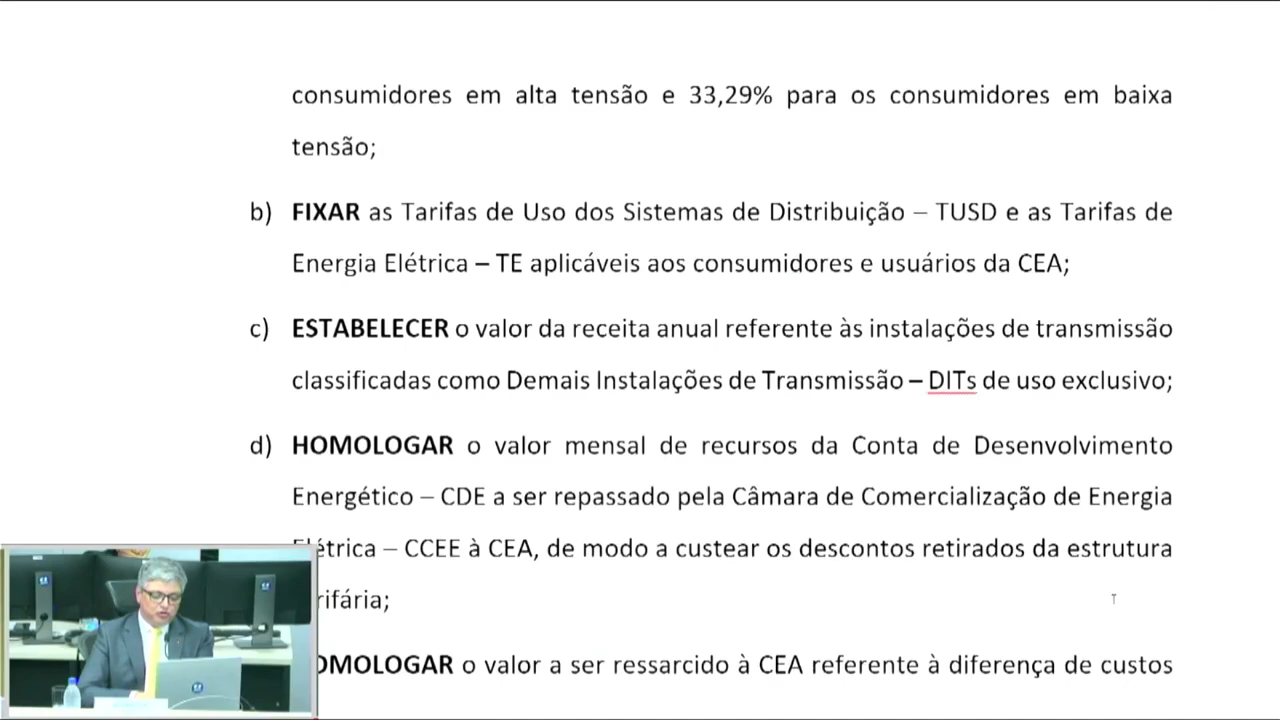 consumidores em alta tensão e 33,29% para os consumidores em baixa
tensão;
b) FIXAR as Tarifas de Uso dos Sistemas de Distribuição – TUSD e as Tarifas de
Energia Elétrica – TE aplicáveis aos consumidores e usuários da CEA;
c) ESTABELECER o valor da receita anual referente às instalações de transmissão
classificadas como Demais Instalações de Transmissão – DITs de uso exclusivo;
d) HOMOLOGAR o valor mensal de recursos da Conta de Desenvolvimento
Energético – CDE a ser repassado pela Câmara de Comercialização de Energia
Elétrica – CCEE à CEA, de modo a custear os descontos retirados da estrutura
rifária;
OMOLOGAR o valor a ser ressarcido à CEA referente à diferença de custos